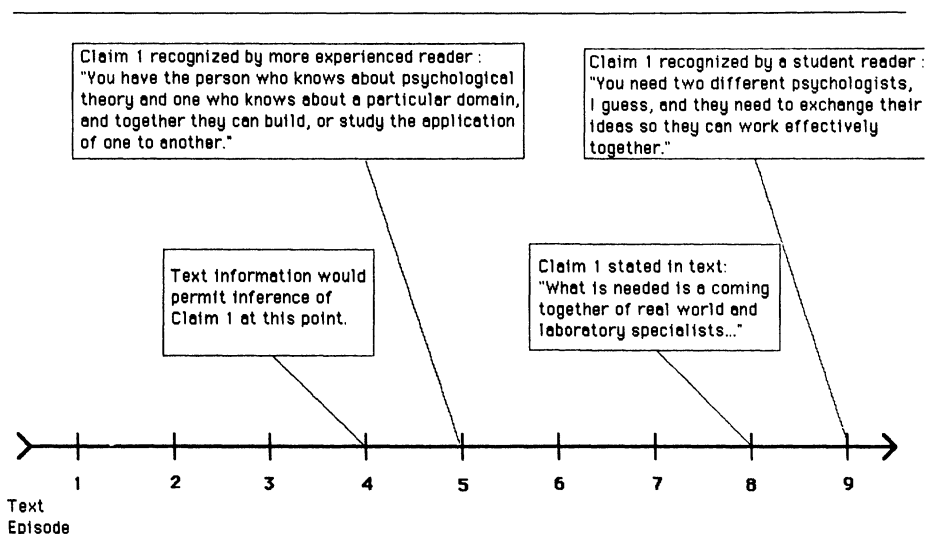 Claim 1 recognized by more experienced reader :
"You have the person who knows about psychological
theory and one who knows about a particular domain,
and together they can build, or study the application
of one to another."
Claim 1 recognized by a student reader :
"You need two different psychologists,
I guess, and they need to exchange their
ideas so they can work effectively
together."
Text information would
permit inference of
Claim 1 at this point.
Claim 1 stated in text:
"What is needed is a coming
together of real world and
laboratory specialists..."
1 2 3 4 5 6 7 8 9
Text
Episode